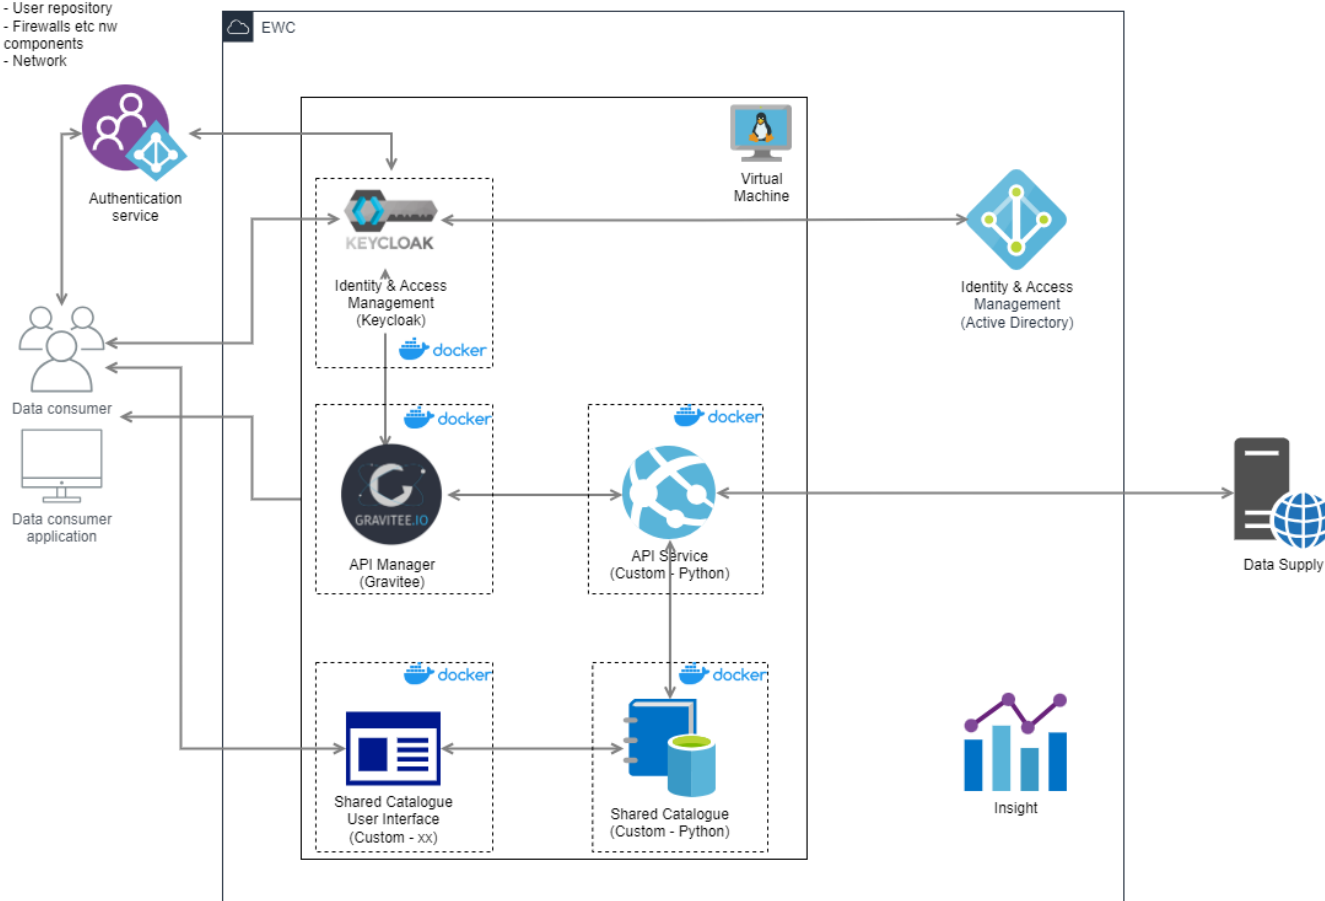 - User repository
- Firewalls etc nw
components
- Network
EWC
Virtual
Machine
Authentication
service
KEYCLOAK
Identity & Access
Management
(Keycloak)
docker
Identity & Access
Management
(Active Directory)
Data consumer
docker
GRAVITEE.IO
API Manager
(Gravitee)
docker
API Service
(Custom - Python)
Data consumer
application
Data Supply
docker
Shared Catalogue
User Interface
(Custom - xx)
docker
Shared Catalogue
(Custom - Python)
Insight